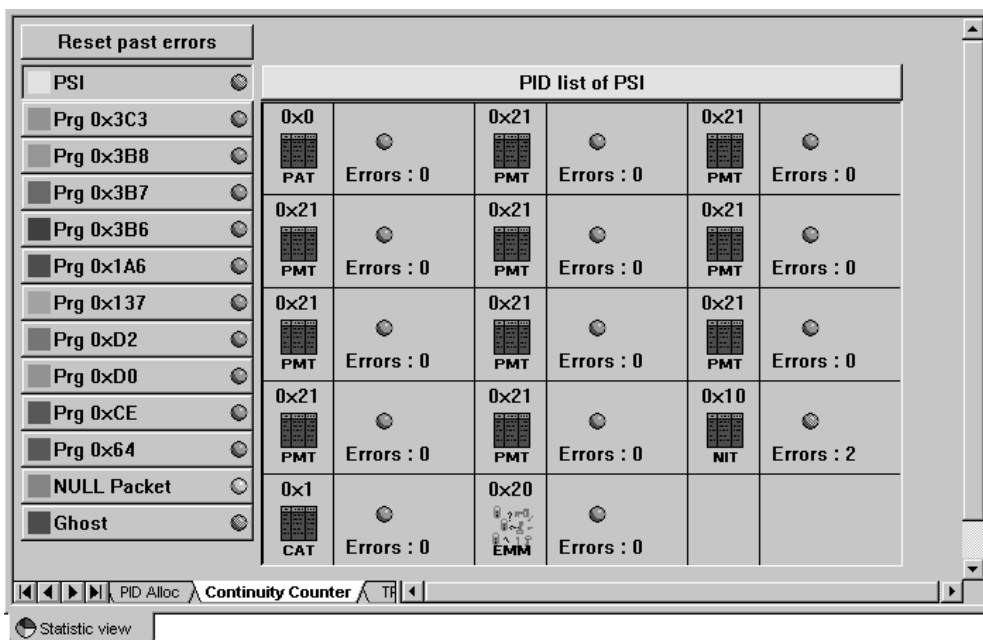 Reset past errors
PSI
Prg 0x3C3
Prg 0x3B8
Prg 0x3B7
Prg 0x3B6
Prg 0x1A6
Prg 0x137
Prg 0xD2
Prg 0xD0
Prg 0xCE
Prg 0x64
NULL Packet
Ghost
PID list of PSI
0x0
PAT
Errors : 0
0x21
PMT
Errors : 0
0x21
PMT
Errors : 0
0x21
PMT
Errors : 0
0x21
PMT
Errors : 0
0x21
PMT
Errors : 0
0x21
PMT
Errors : 0
0x21
PMT
Errors : 0
0x21
PMT
Errors : 0
0x21
PMT
Errors : 0
0x21
PMT
Errors : 0
0x10
NIT
Errors : 2
0x1
CAT
Errors : 0
0x20
EMM
Errors : 0
PID Alloc
Continuity Counter
Statistic view